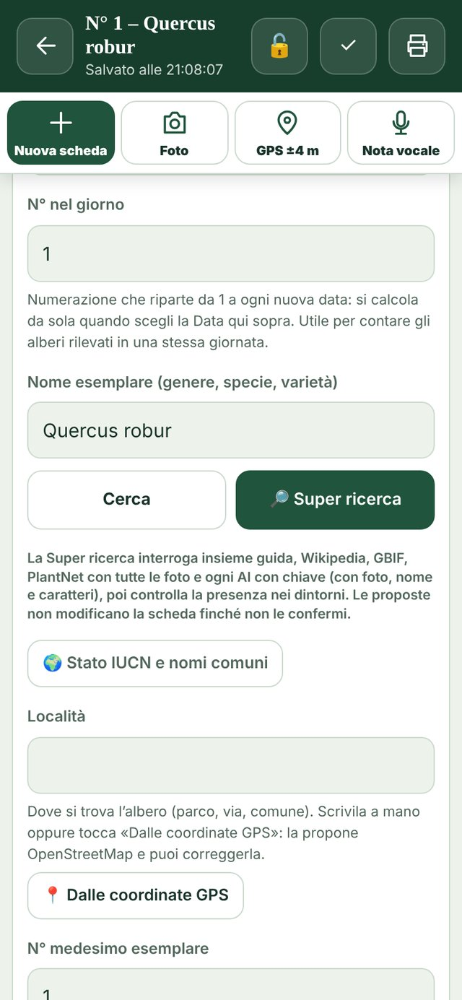 N° 1 – Quercus
robur
Salvato alle 21:08:07
Nuova scheda
Foto
GPS ±4 m
Nota vocale
N° nel giorno
1
Numerazione che riparte da 1 a ogni nuova data: si calcola
da sola quando scegli la Data qui sopra. Utile per contare gli
alberi rilevati in una stessa giornata.
Nome esemplare (genere, specie, varietà)
Quercus robur
Cerca
🔎 Super ricerca
La Super ricerca interroga insieme guida, Wikipedia, GBIF,
PlantNet con tutte le foto e ogni AI con chiave (con foto, nome
e caratteri), poi controlla la presenza nei dintorni. Le proposte
non modificano la scheda finché non le confermi.
🌍 Stato IUCN e nomi comuni
Località
Dove si trova l’albero (parco, via, comune). Scrivila a mano
oppure tocca «Dalle coordinate GPS»: la propone
OpenStreetMap e puoi correggerla.
📍 Dalle coordinate GPS
N° medesimo esemplare
1